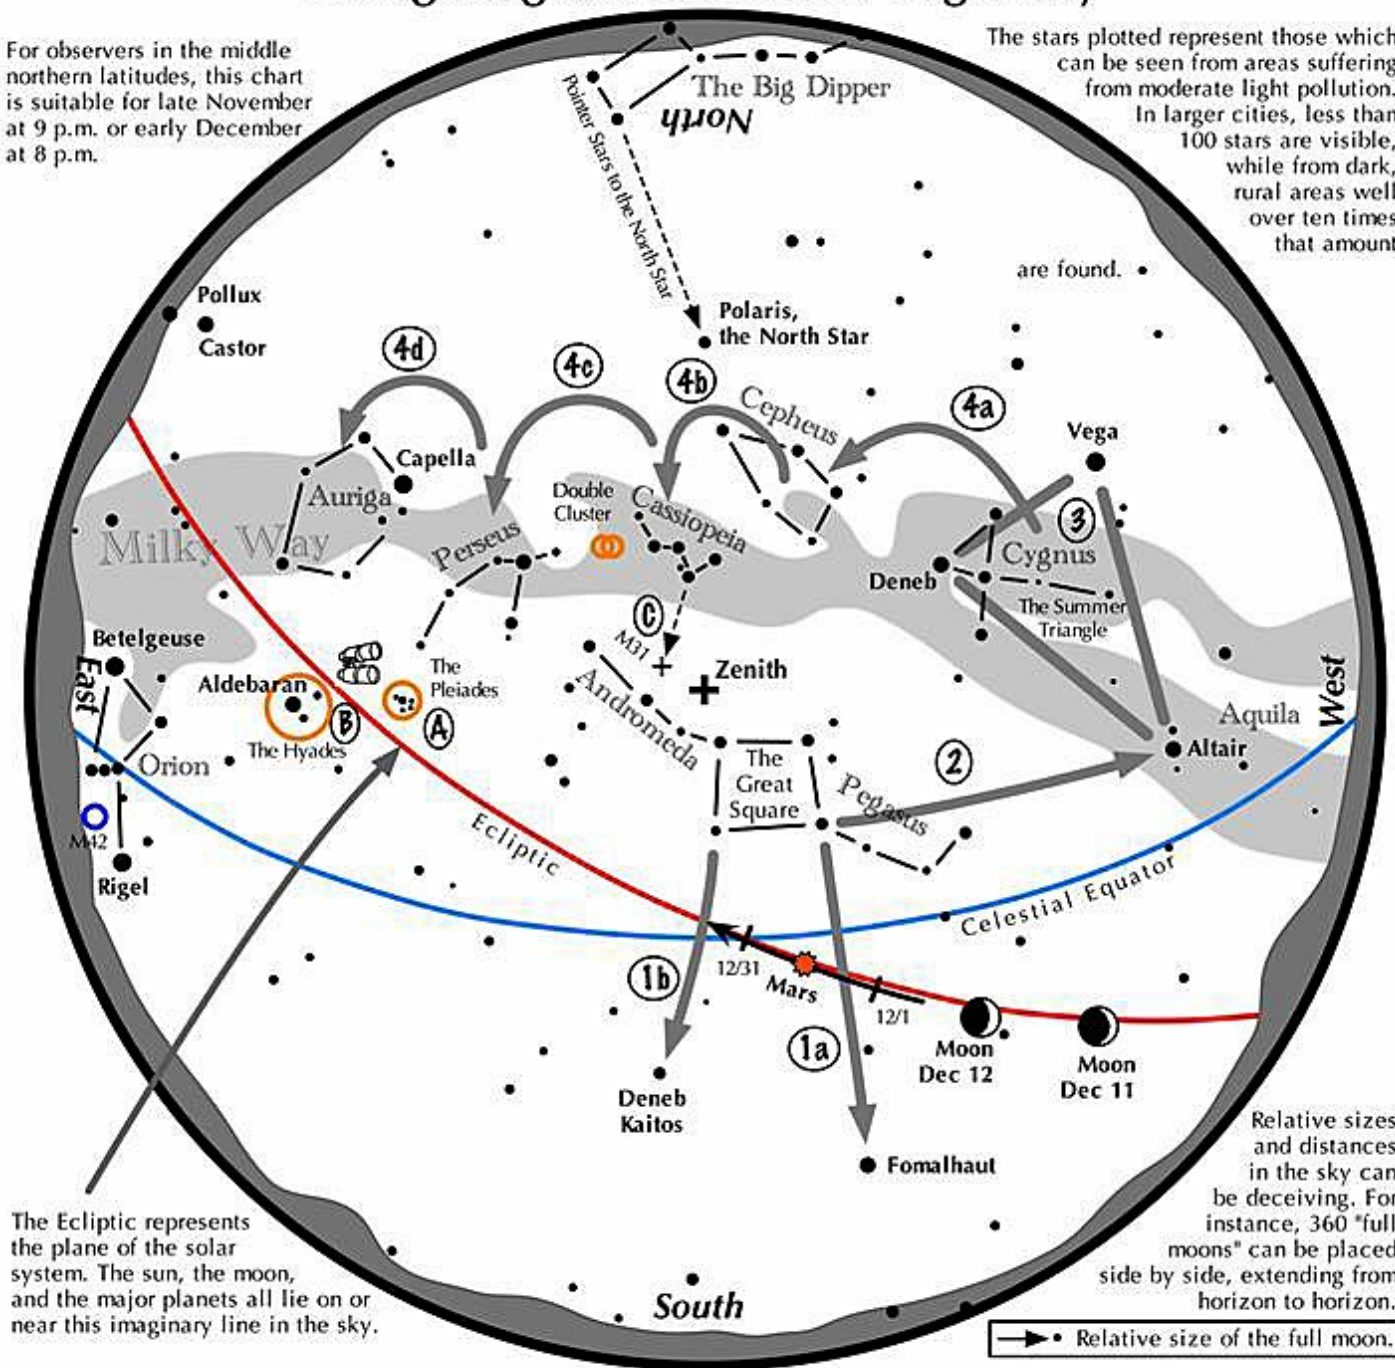 For observers in the middle
northern latitudes, this chart
is suitable for late November
at 9 p.m. or early December
at 8 p.m.
The stars plotted represent those which
can be seen from areas suffering
from moderate light pollution.
In larger cities, less than
100 stars are visible,
while from dark,
rural areas well
over ten times
that amount
are found.
The Big Dipper
North
Pointer Stars to the North Star
Pollux
Castor
Polaris,
the North Star
4d
4c
4b
4a
Cepheus
Vega
Capella
Auriga
Double
Cluster
Cassiopeia
3
Milky Way
Perseus
Cygnus
Deneb
The Summer
Triangle
C
M31
Betelgeuse
East
Aldebaran
The
Pleiades
Zenith
B
A
The Hyades
Andromeda
Aquila
West
Orion
Altair
The
Great
Square
Pegasus
2
M42
Rigel
Ecliptic
Celestial Equator
1b
12/31
Mars
12/1
1a
Moon
Dec 12
Moon
Dec 11
Deneb
Kaitos
Fomalhaut
The Ecliptic represents
the plane of the solar
system. The sun, the moon,
and the major planets all lie on or
near this imaginary line in the sky.
South
Relative sizes
and distances
in the sky can
be deceiving. For
instance, 360 "full
moons" can be placed
side by side, extending from
horizon to horizon.
Relative size of the full moon.